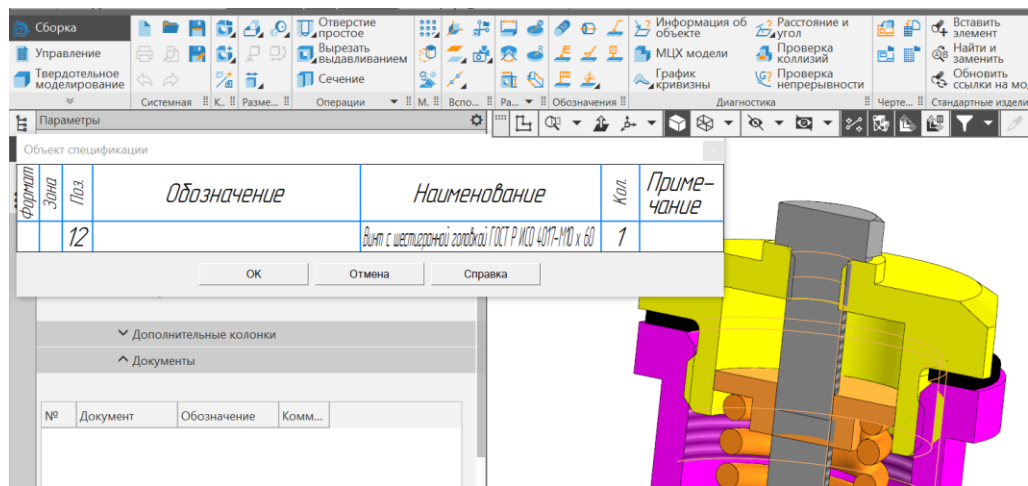 Сборка
Управление
Твердотельное моделирование
Системная
К...
Разме...
Отверстие простое
Вырезать выдавливанием
Сечение
Операции
М.
Вспо...
Ра...
Обозначения
Информация об объекте
МЦХ модели
График кривизны
Расстояние и угол
Проверка коллизий
Проверка непрерывности
Диагностика
Черте...
Вставить элемент
Найти и заменить
Обновить ссылки на мод
Стандартные издели
Параметры
Объект спецификации
формат
Зона
Поз.
Обозначение
Наименование
Кол.
Приме-
чание
12
Винт с шестигранной головкой ГОСТ Р ИСО 4017-М10 x 60
1
ОК
Отмена
Справка
Дополнительные колонки
Документы
№
Документ
Обозначение
Комм...